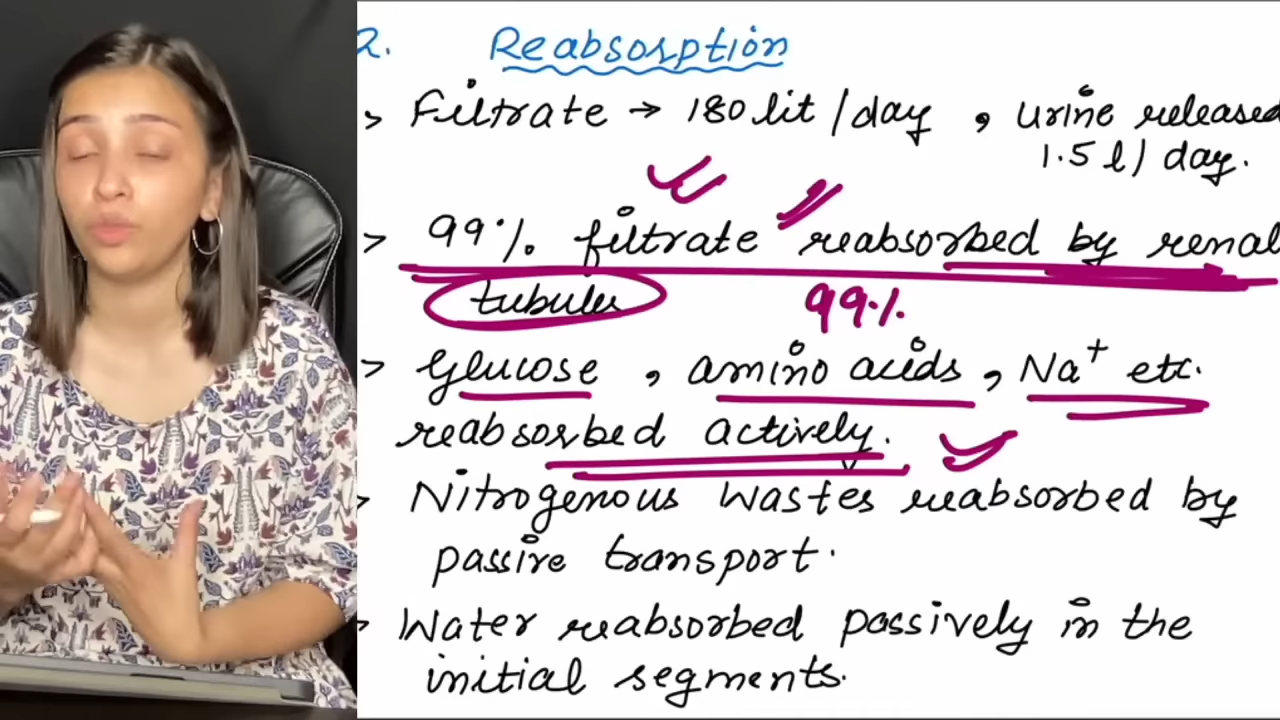 2. Reabsorption
> Filtrate → 180 lit / day , urine released
1.5 l / day.
> 99% filtrate reabsorbed by renal
tubules 99%
> Glucose , amino acids , Na+ etc.
reabsorbed actively.
> Nitrogenous wastes reabsorbed by
passive transport.
> Water reabsorbed passively in the
initial segments.